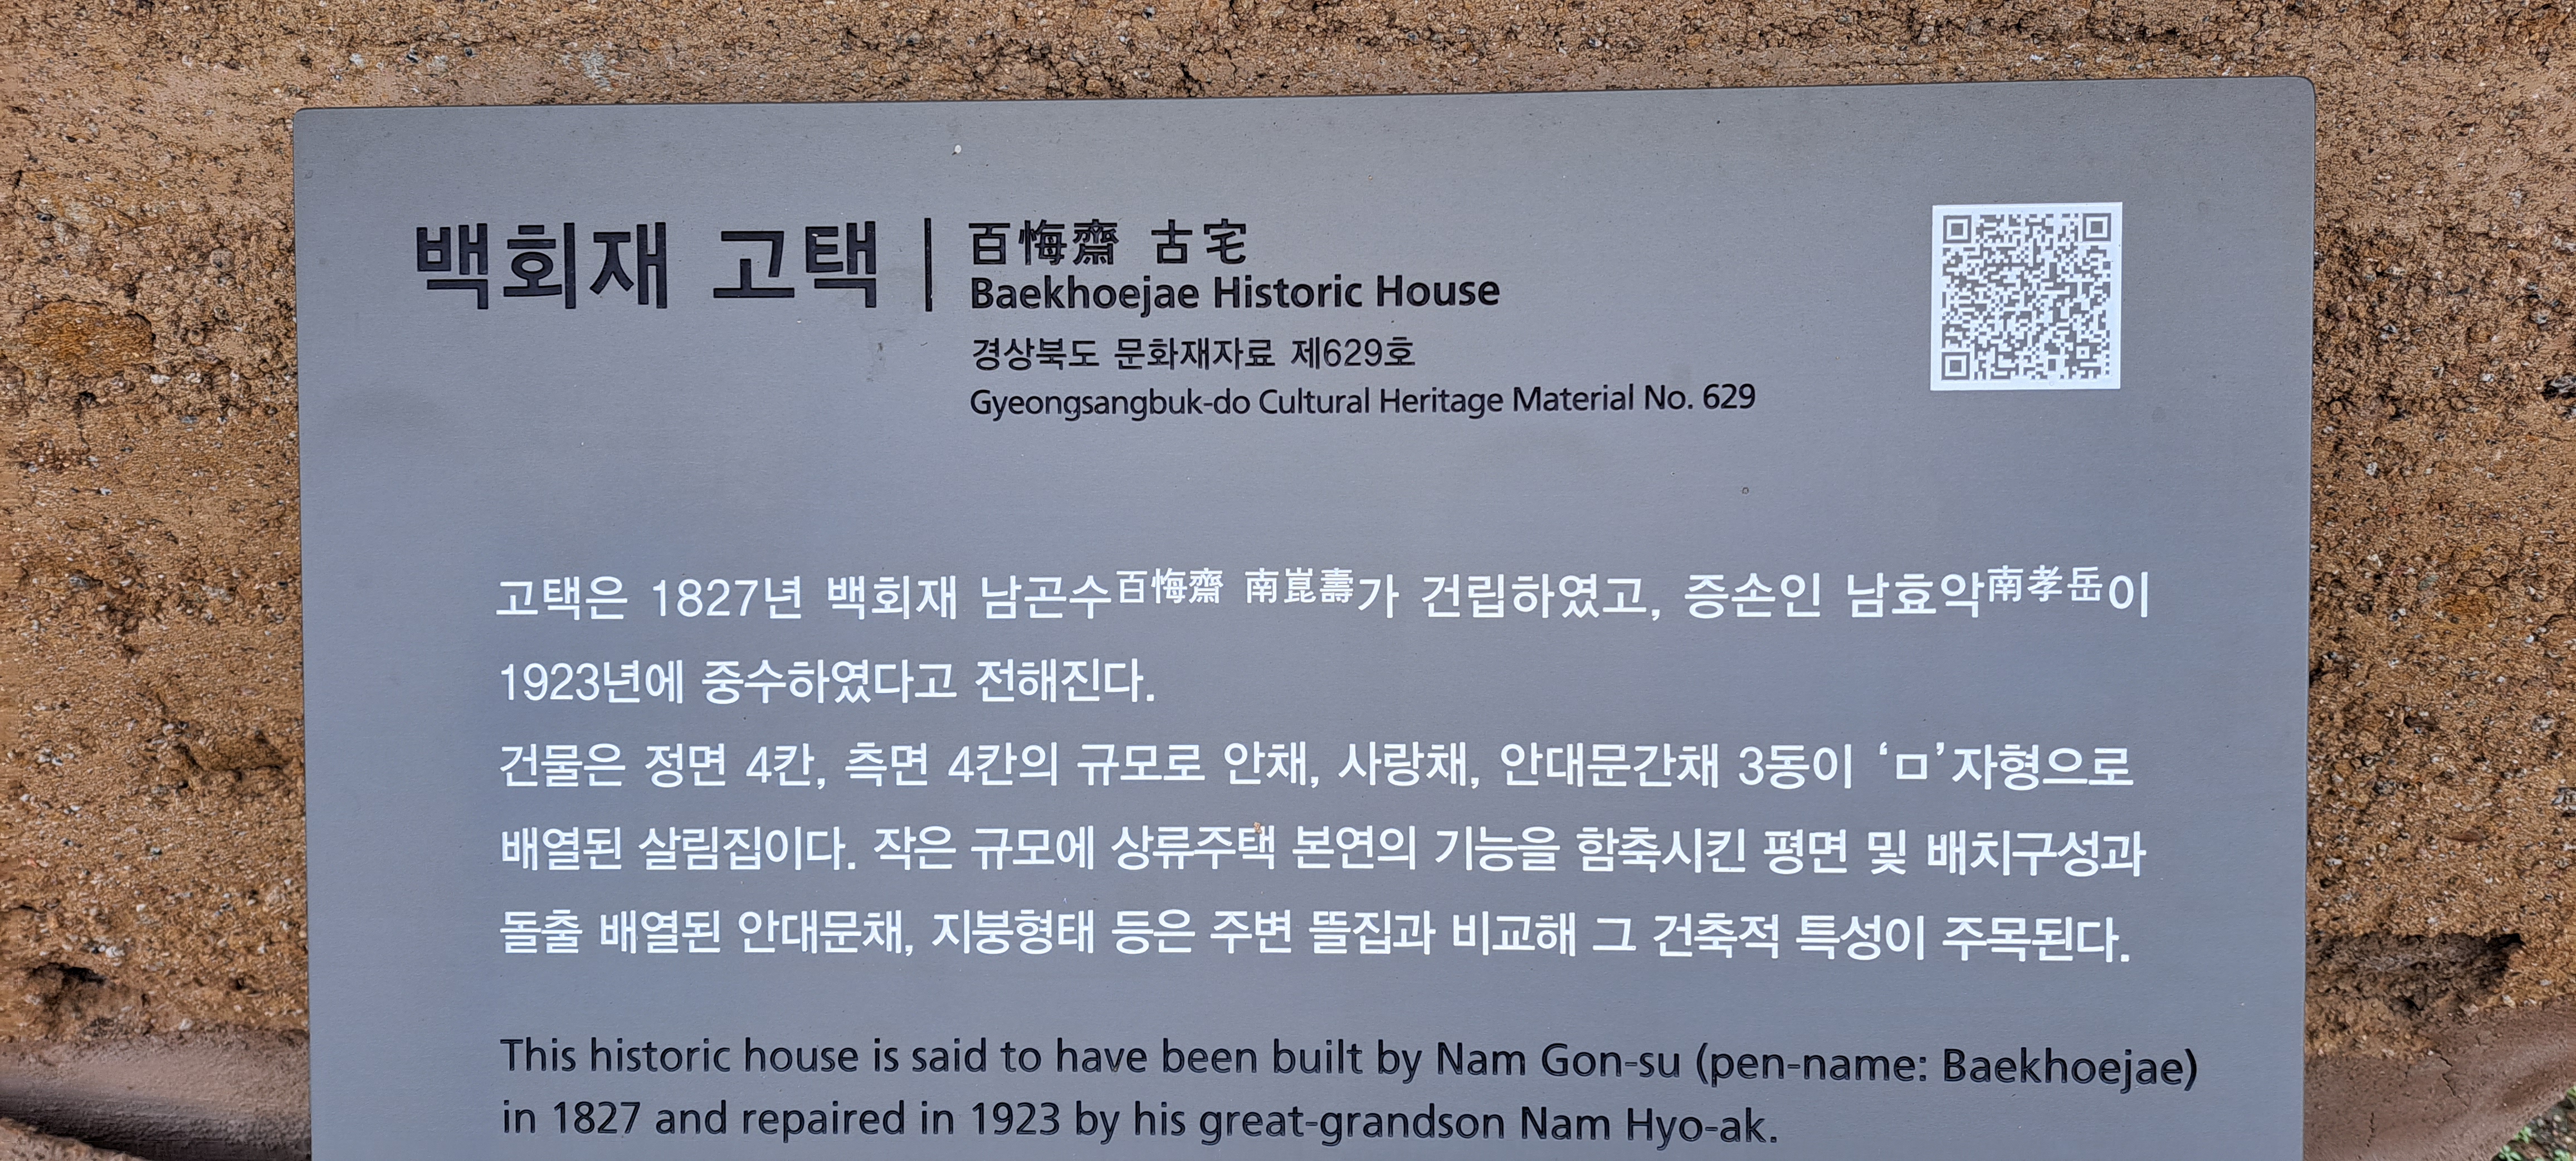 백회재 고택
百悔齋 古宅
Baekhoejae Historic House
경상북도 문화재자료 제629호
Gyeongsangbuk-do Cultural Heritage Material No. 629
고택은 1827년 백회재 남곤수百悔齋 南崑壽가 건립하였고, 증손인 남효악南孝岳이
1923년에 중수하였다고 전해진다.
건물은 정면 4칸, 측면 4칸의 규모로 안채, 사랑채, 안대문간채 3동이 ‘ㅁ’자형으로
배열된 살림집이다. 작은 규모에 상류주택 본연의 기능을 함축시킨 평면 및 배치구성과
돌출 배열된 안대문채, 지붕형태 등은 주변 뜰집과 비교해 그 건축적 특성이 주목된다.
This historic house is said to have been built by Nam Gon-su (pen-name: Baekhoejae)
in 1827 and repaired in 1923 by his great-grandson Nam Hyo-ak.